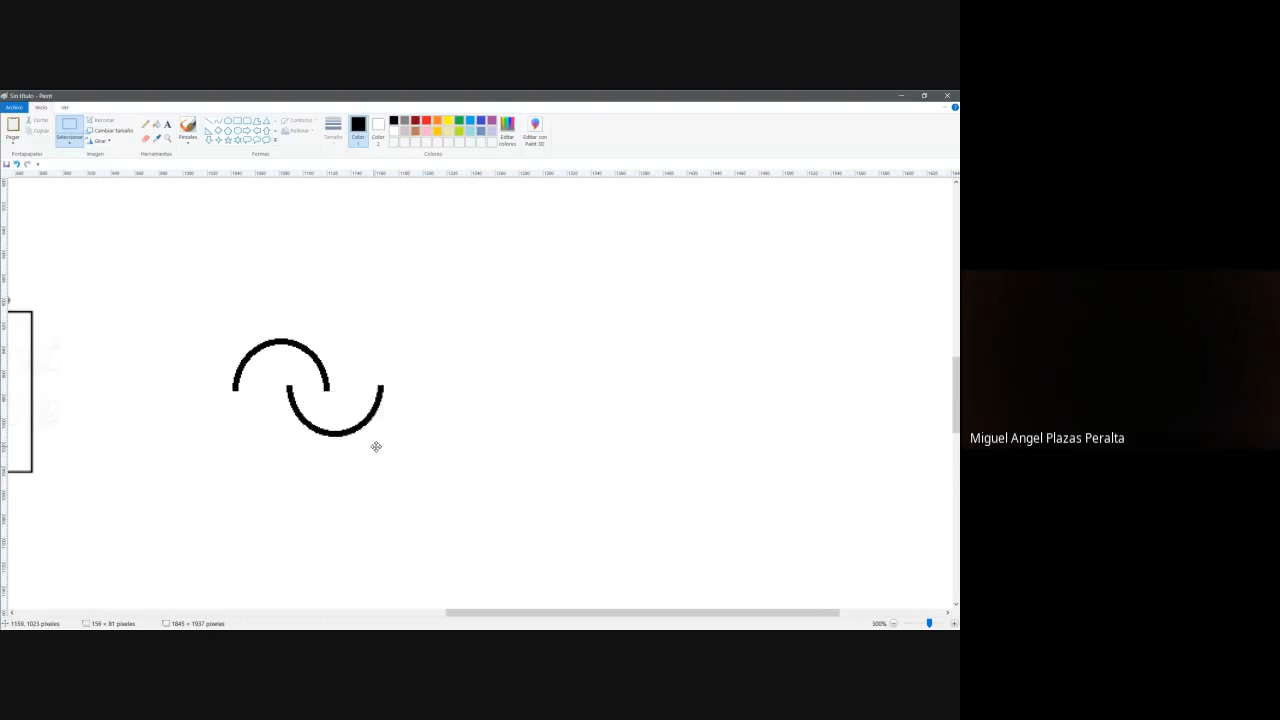 Sin título - Paint
Archivo Inicio Ver
Pegar
Cortar
Copiar
Portapapeles
Seleccionar
Recortar
Cambiar tamaño
Girar
Imagen
A
Herramientas
Pinceles
Contorno
Rellenar
Formas
Tamaño
Color 1
Color 2
Editar colores
Editar con Paint 3D
Colores
Miguel Angel Plazas Peralta
1159, 1023 píxeles
156 × 81 píxeles
1845 × 1937 píxeles
300%